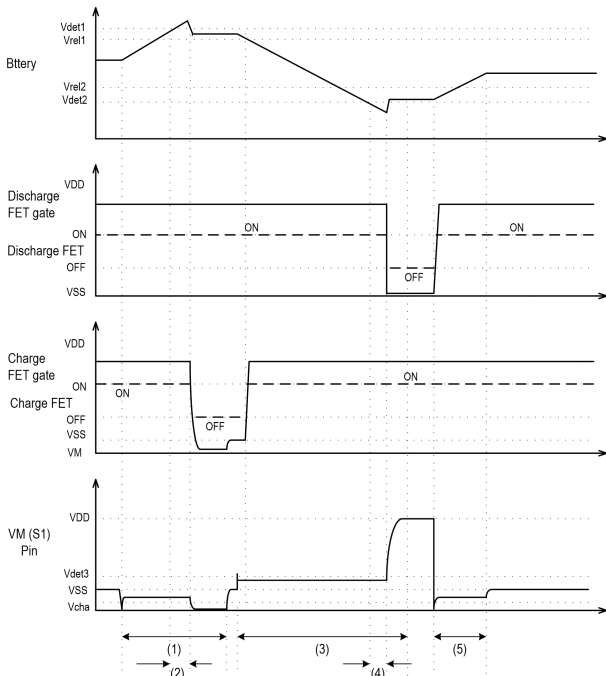 Vdet1
Vrel1
Bttery
Vrel2
Vdet2
VDD
Discharge
FET gate
ON
ON
ON
Discharge FET
OFF
OFF
VSS
VDD
Charge
FET gate
ON
ON
ON
Charge FET
OFF
OFF
VSS
VM
VDD
VM (S1)
Pin
Vdet3
VSS
Vcha
(1)
(3)
(5)
(2)
(4)